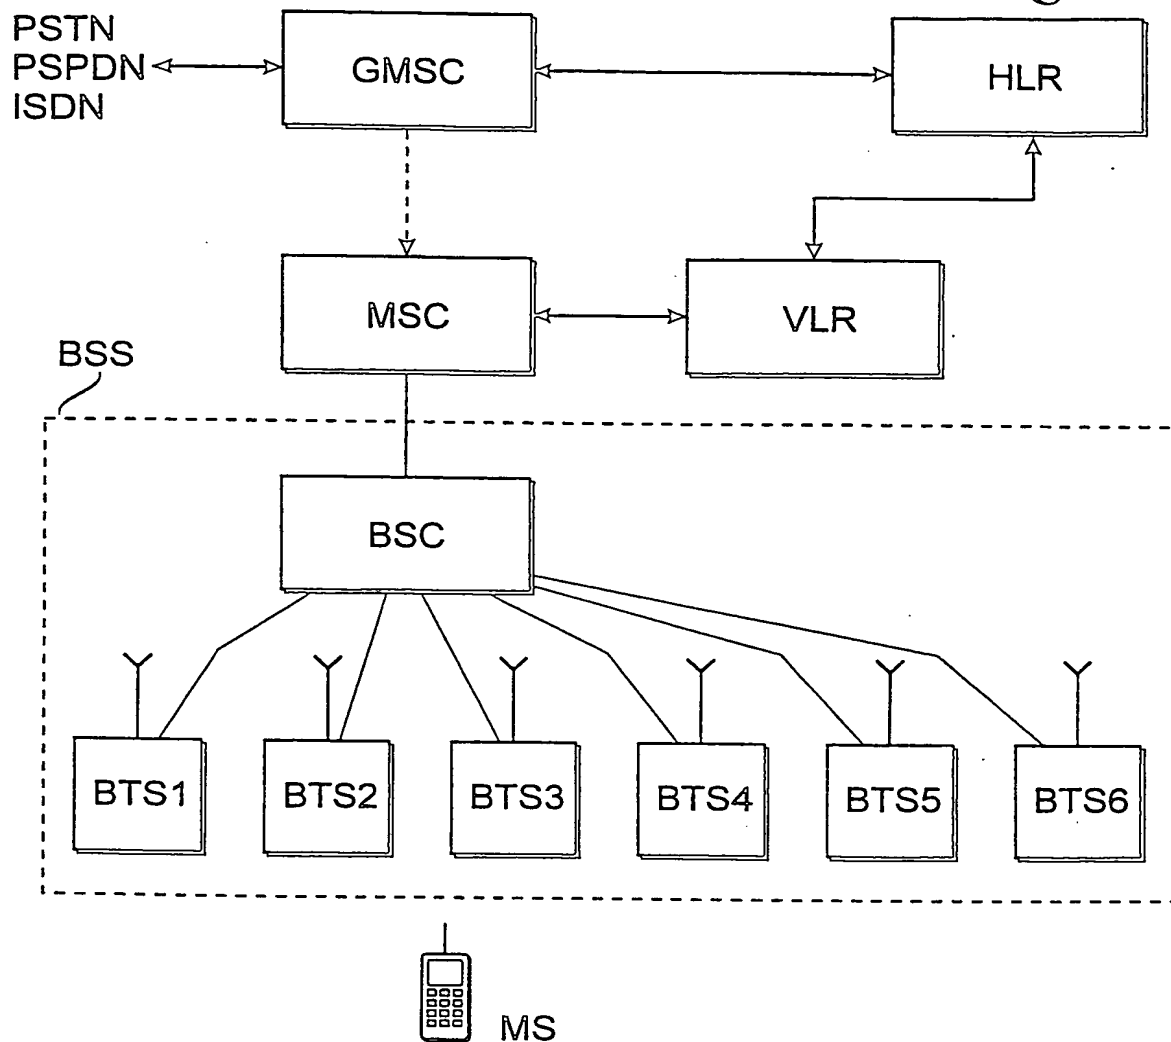 PSTN
PSPDN
ISDN
GMSC
HLR
MSC
VLR
BSS
BSC
BTS1
BTS2
BTS3
BTS4
BTS5
BTS6
MS